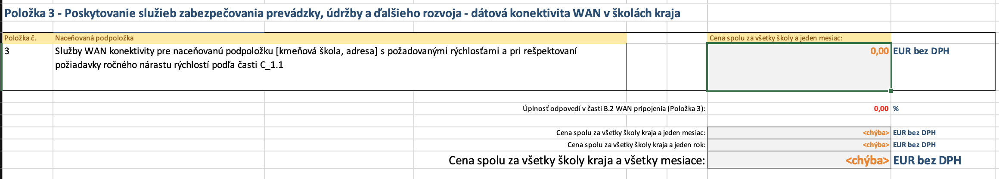 Položka 3 - Poskytovanie služieb zabezpečovania prevádzky, údržby a ďalšieho rozvoja - dátová konektivita WAN v školách kraja
Položka č. Naceňovaná podpoložka Cena spolu za všetky školy a jeden mesiac:
3 Služby WAN konektivity pre naceňovanú podpoložku [kmeňová škola, adresa] s požadovanými rýchlosťami a pri rešpektovaní 0,00 EUR bez DPH
požiadavky ročného nárastu rýchlostí podľa časti C_1.1
Úplnosť odpovedí v časti B.2 WAN pripojenia (Položka 3): 0,00 %
Cena spolu za všetky školy kraja a jeden mesiac: <chýba> EUR bez DPH
Cena spolu za všetky školy kraja a jeden rok: <chýba> EUR bez DPH
Cena spolu za všetky školy kraja a všetky mesiace: <chýba> EUR bez DPH